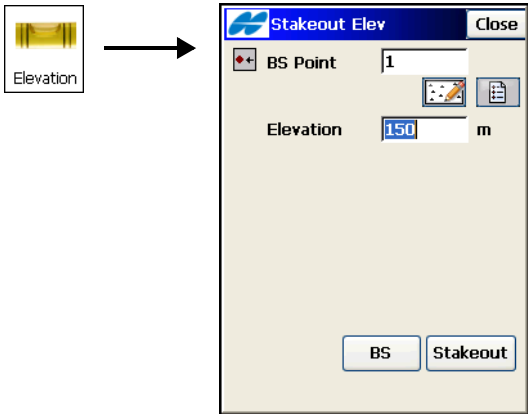 Elevation
Stakeout Elev Close
BS Point 1
Elevation 150 m
BS Stakeout